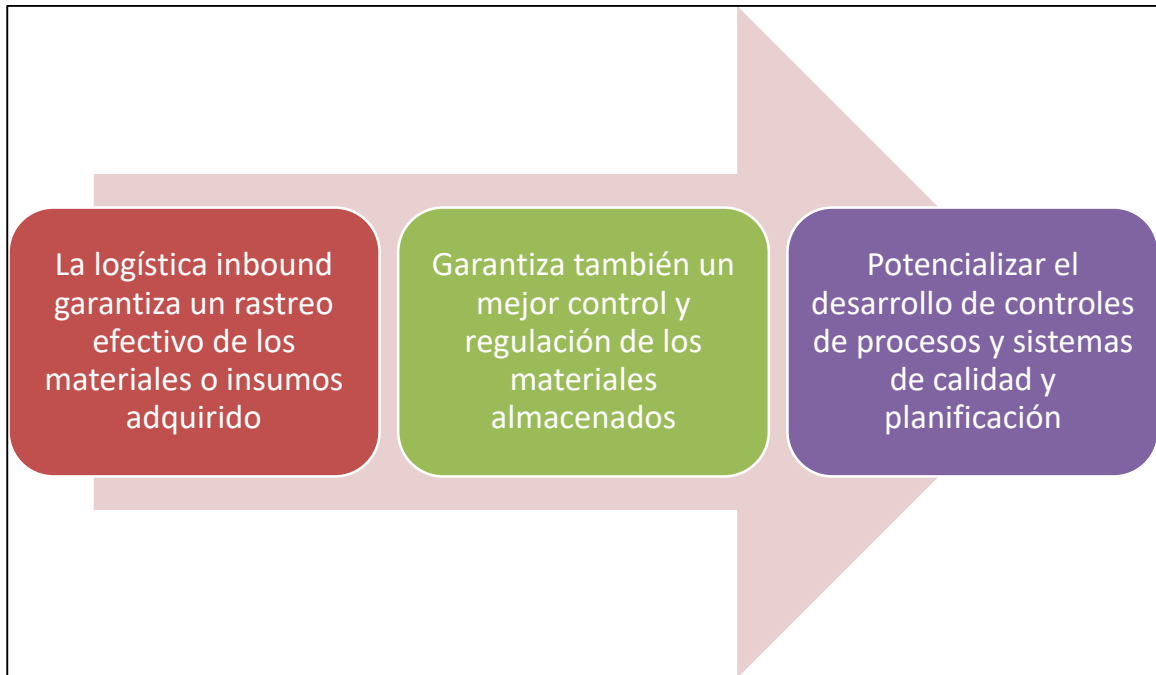 La logística inbound
garantiza un rastreo
efectivo de los
materiales o insumos
adquirido
Garantiza también un
mejor control y
regulación de los
materiales
almacenados
Potencializar el
desarrollo de controles
de procesos y sistemas
de calidad y
planificación